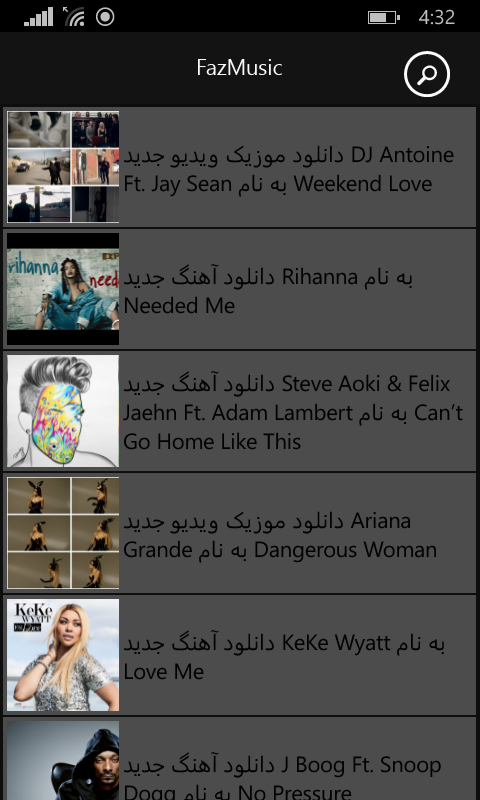 4:32
FazMusic
دانلود موزیک ویدیو جدید DJ Antoine
Ft. Jay Sean به نام Weekend Love
rihanna
need
دانلود آهنگ جدید Rihanna به نام
Needed Me
دانلود آهنگ جدید Steve Aoki & Felix
Jaehn Ft. Adam Lambert به نام Can't
Go Home Like This
دانلود موزیک ویدیو جدید Ariana
Grande به نام Dangerous Woman
KeKe
WYATT
دانلود آهنگ جدید KeKe Wyatt به نام
Love Me
دانلود آهنگ جدید J Boog Ft. Snoop
Dogg به نام No Pressure